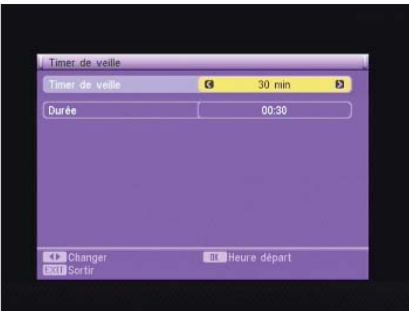 Timer de veille
Timer de veille 30 min
Durée 00:30
Changer OK Heure départ
EXIT Sortir